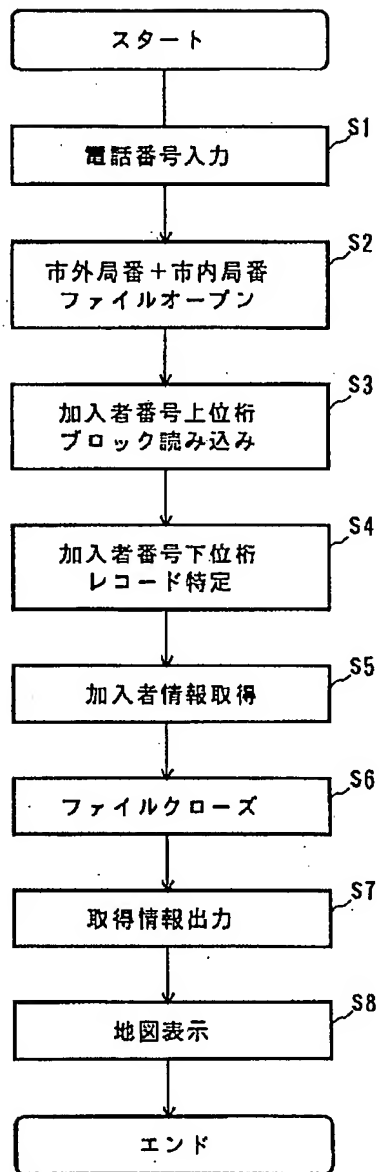 スタート
S1
電話番号入力
S2
市外局番+市内局番
ファイルオープン
S3
加入者番号上位桁
ブロック読み込み
S4
加入者番号下位桁
レコード特定
S5
加入者情報取得
S6
ファイルクローズ
S7
取得情報出力
S8
地図表示
エンド